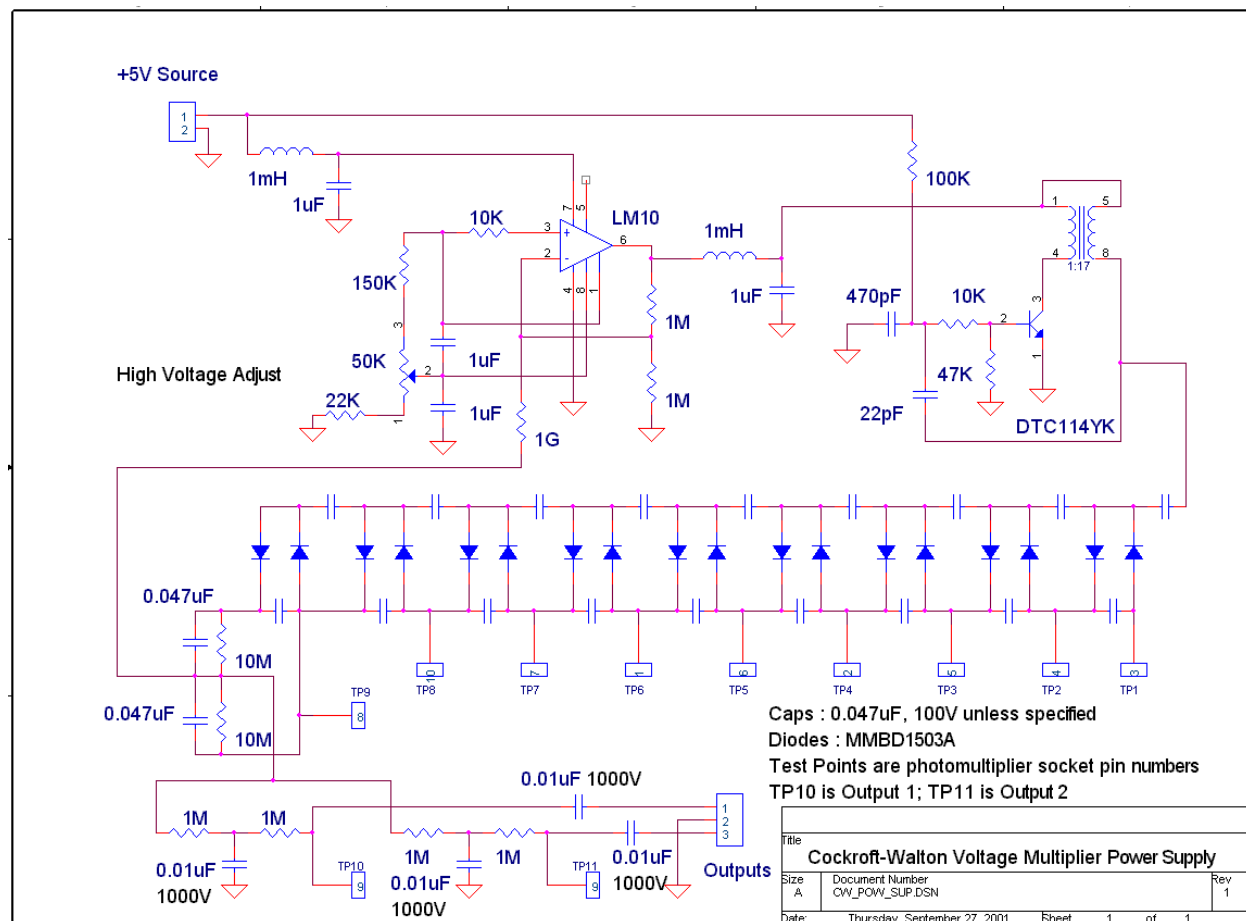 +5V Source
1
2
1mH
1uF
10K
LM10
7
5
3
+
2
-
6
4
8
1
150K
3
50K
2
1
22K
High Voltage Adjust
1uF
1uF
1G
1M
1M
1mH
1uF
100K
1
5
4
8
1:17
470pF
10K
3
2
1
47K
22pF
DTC114YK
0.047uF
10M
0.047uF
10M
TP9
8
10
TP8
7
TP7
1
TP6
6
TP5
2
TP4
5
TP3
4
TP2
3
TP1
Caps : 0.047uF, 100V unless specified
Diodes : MMBD1503A
Test Points are photomultiplier socket pin numbers
TP10 is Output 1; TP11 is Output 2
0.01uF 1000V
1M
1M
0.01uF
1000V
TP10
9
1M
1M
0.01uF
1000V
TP11
9
0.01uF
1000V
1
2
3
Outputs
Title
Cockroft-Walton Voltage Multiplier Power Supply
Size
A
Document Number
CW_POW_SUP.DSN
Rev
1
Date: Thursday, September 27, 2001 Sheet 1 of 1